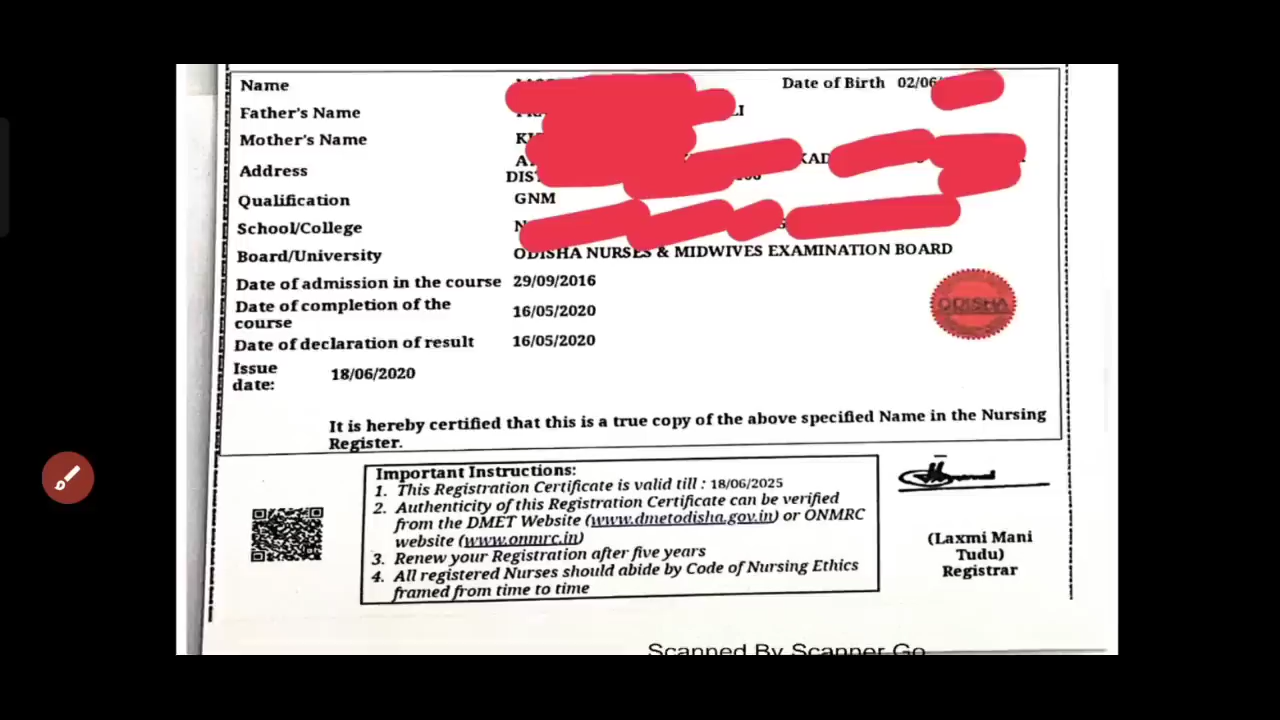 Name Date of Birth 02/06
Father's Name LI
Mother's Name
Address
DIST
Qualification GNM
School/College
Board/University ODISHA NURSES & MIDWIVES EXAMINATION BOARD
Date of admission in the course 29/09/2016
Date of completion of the
course 16/05/2020
Date of declaration of result 16/05/2020
Issue
date: 18/06/2020
ODISHA
It is hereby certified that this is a true copy of the above specified Name in the Nursing
Register.
Important Instructions:
1. This Registration Certificate is valid till : 18/06/2025
2. Authenticity of this Registration Certificate can be verified
from the DMET Website (www.dmetodisha.gov.in) or ONMRC
website (www.onmrc.in)
3. Renew your Registration after five years
4. All registered Nurses should abide by Code of Nursing Ethics
framed from time to time
(Laxmi Mani
Tudu)
Registrar
Scanned By Scanner Go